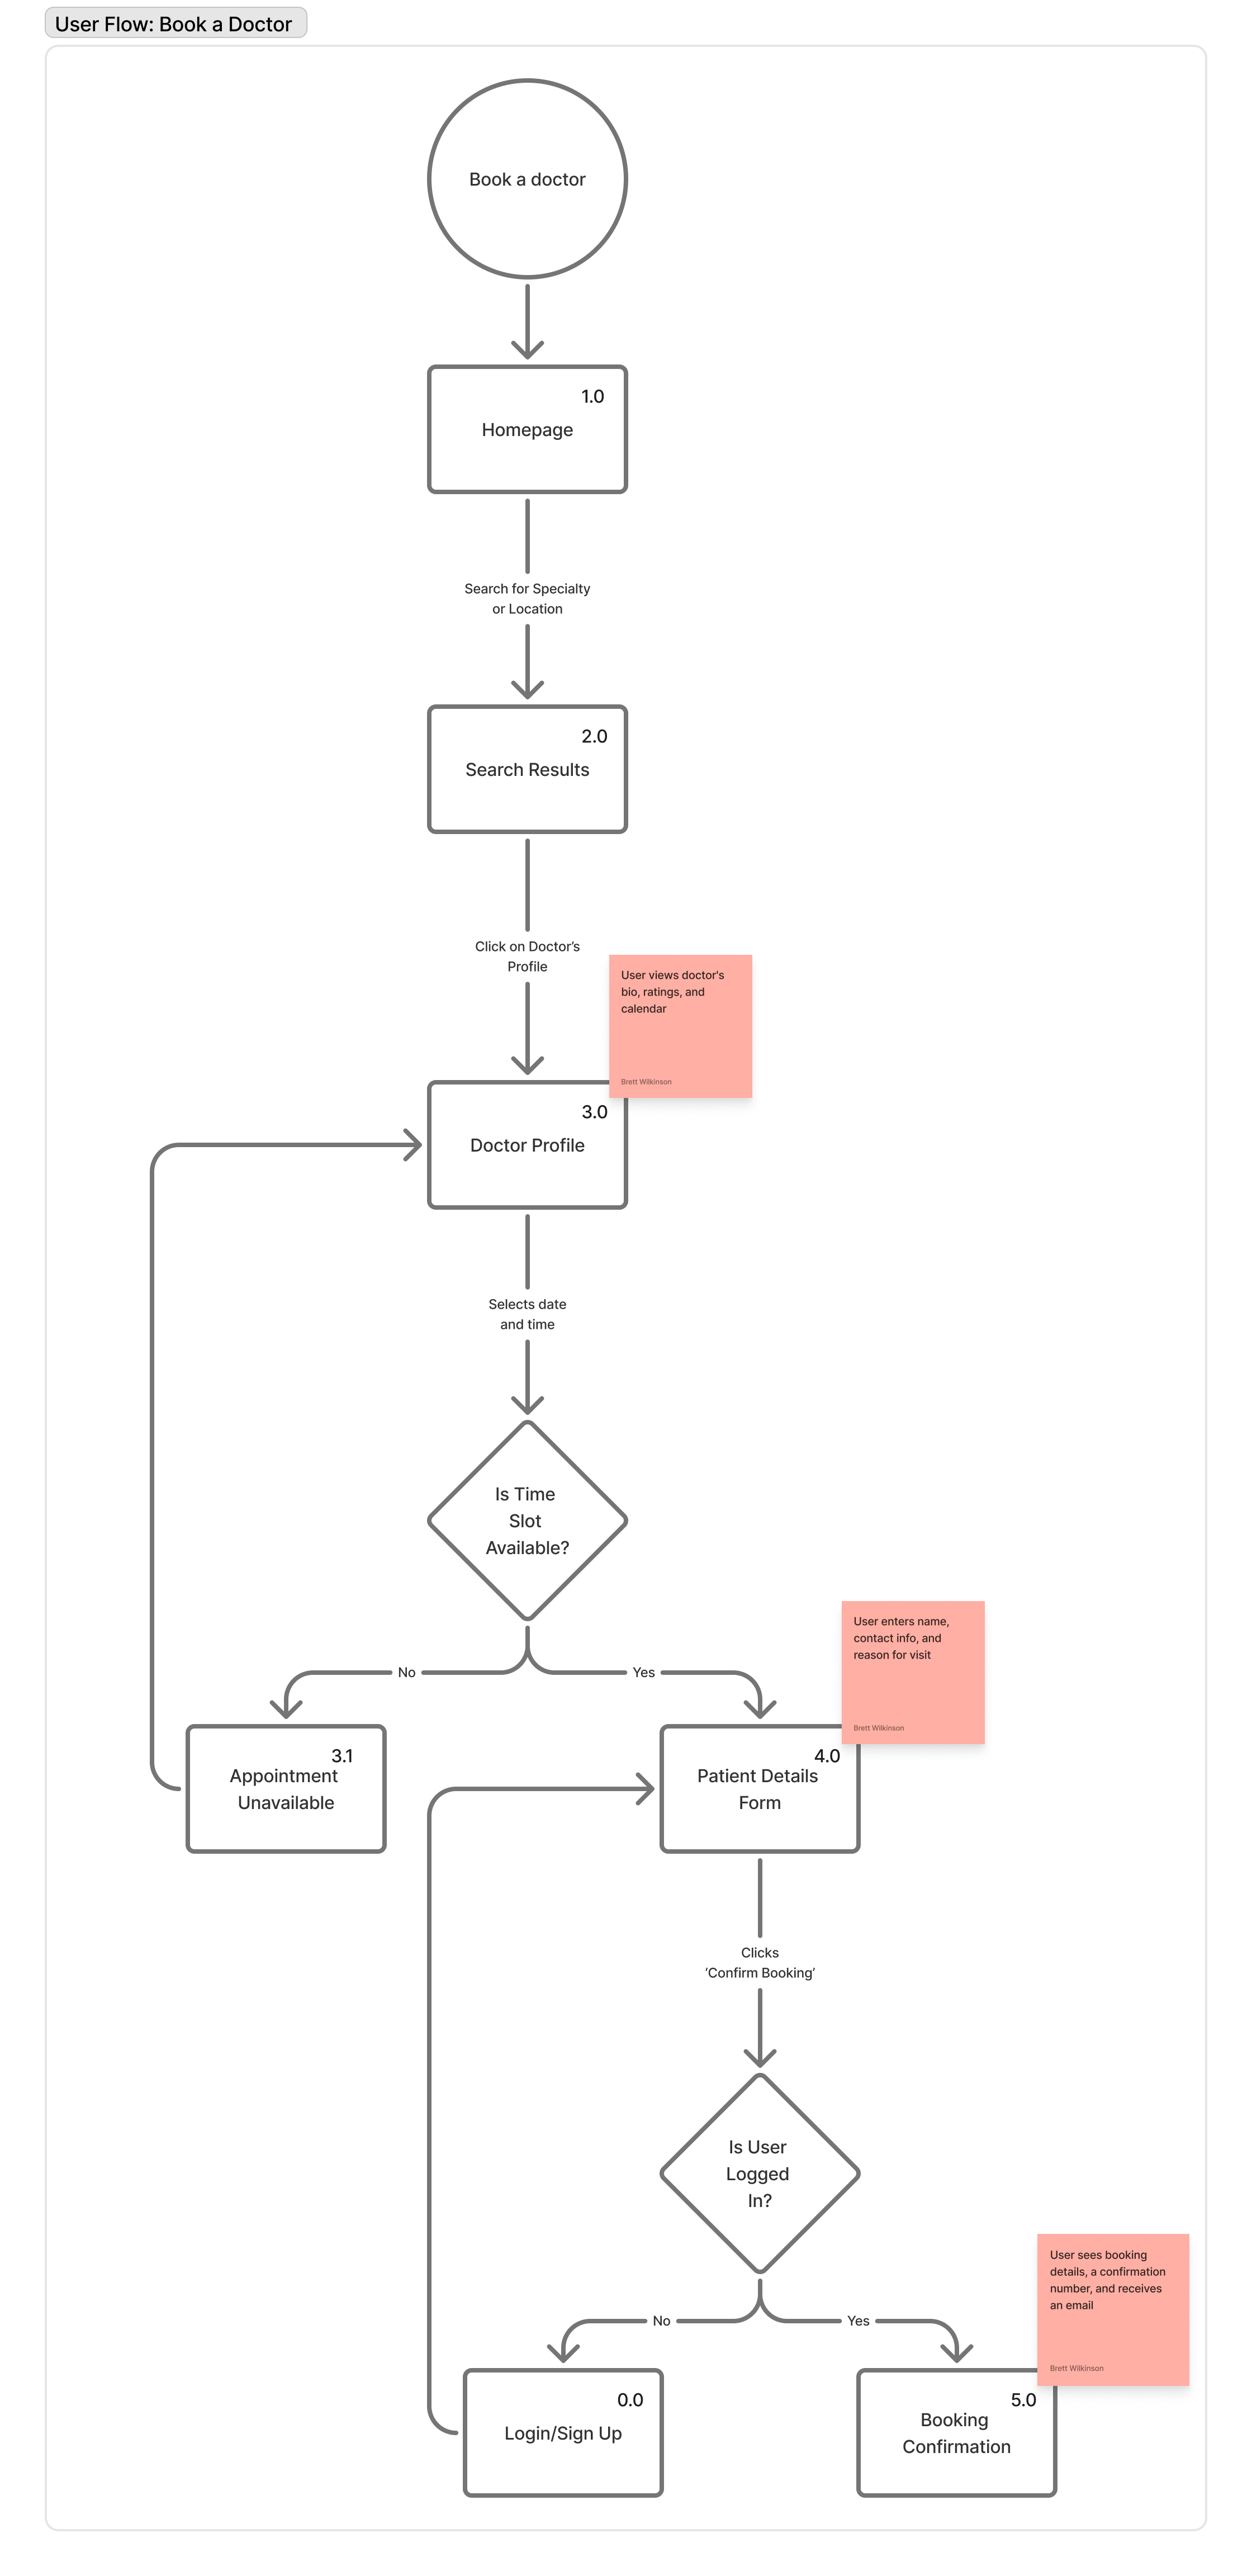 User Flow: Book a Doctor
Book a doctor
1.0
Homepage
Search for Specialty
or Location
2.0
Search Results
Click on Doctor’s
Profile
User views doctor's
bio, ratings, and
calendar
Brett Wilkinson
3.0
Doctor Profile
Selects date
and time
Is Time
Slot
Available?
No
Yes
User enters name,
contact info, and
reason for visit
Brett Wilkinson
3.1
Appointment
Unavailable
4.0
Patient Details
Form
Clicks
‘Confirm Booking’
Is User
Logged
In?
No
Yes
User sees booking
details, a confirmation
number, and receives
an email
Brett Wilkinson
0.0
Login/Sign Up
5.0
Booking
Confirmation